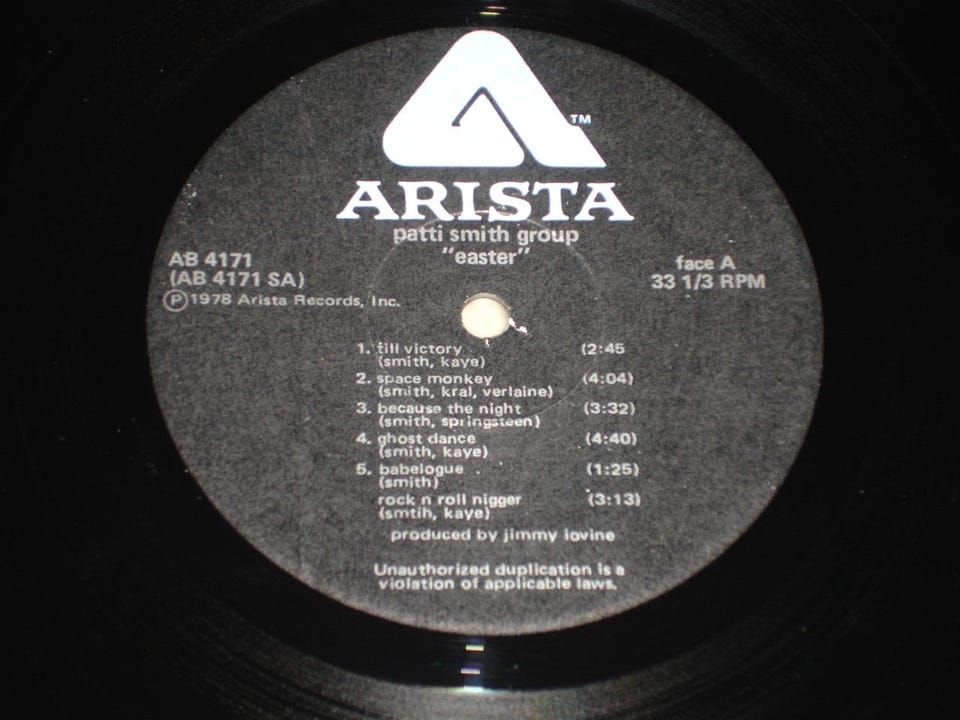 TM
ARISTA
patti smith group
"easter"
AB 4171
(AB 4171 SA)
Ⓟ1978 Arista Records, Inc.
face A
33 1/3 RPM
1. till victory (2:45
(smith, kaye)
2. space monkey (4:04)
(smith, kral, verlaine)
3. because the night (3:32)
(smith, springsteen)
4. ghost dance (4:40)
(smith, kaye)
5. babelogue (1:25)
(smith)
rock n roll nigger (3:13)
(smtih, kaye)
produced by jimmy iovine
Unauthorized duplication is a
violation of applicable laws.